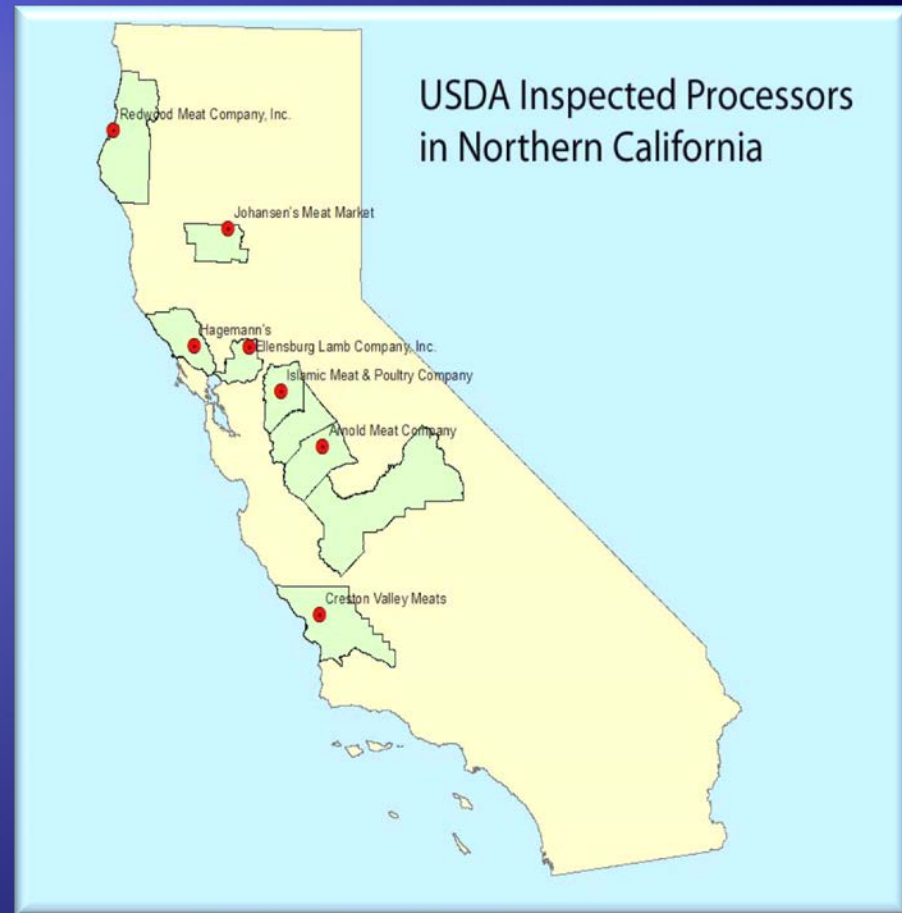 USDA Inspected Processors
in Northern California
Redwood Meat Company, Inc.
Johansen's Meat Market
Hagemann's
Ellensburg Lamb Company, Inc.
Islamic Meat & Poultry Company
Arnold Meat Company
Creston Valley Meats